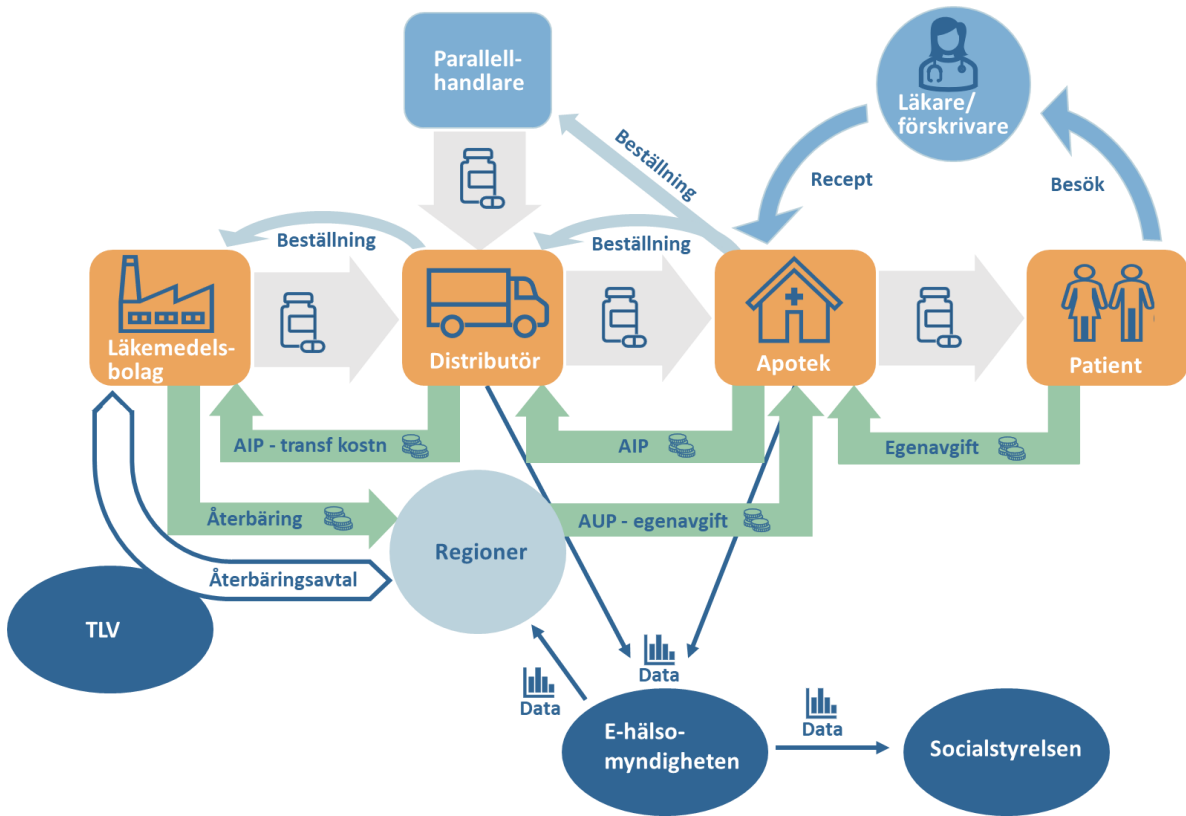 Parallell-
handlare
Läkare/
förskrivare
Beställning
Recept
Besök
Beställning
Beställning
Läkemedels-
bolag
Distributör
Apotek
Patient
AIP - transf kostn
AIP
Egenavgift
Återbäring
AUP - egenavgift
Regioner
Återbäringsavtal
TLV
Data
Data
Data
E-hälso-
myndigheten
Socialstyrelsen